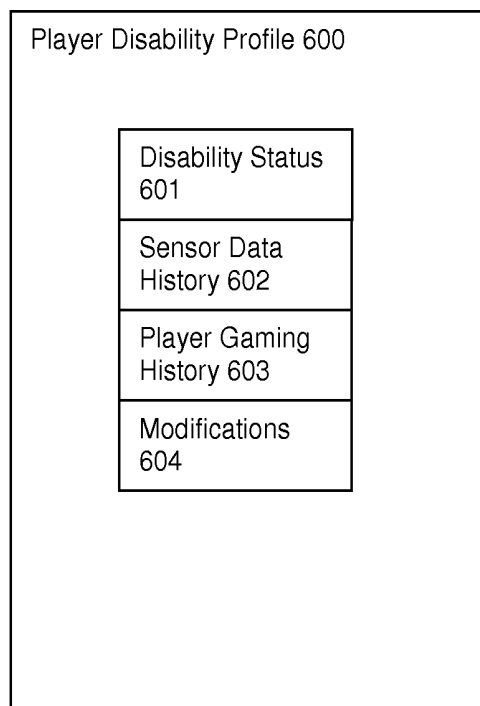 Player Disability Profile 600
Disability Status
601
Sensor Data
History 602
Player Gaming
History 603
Modifications
604